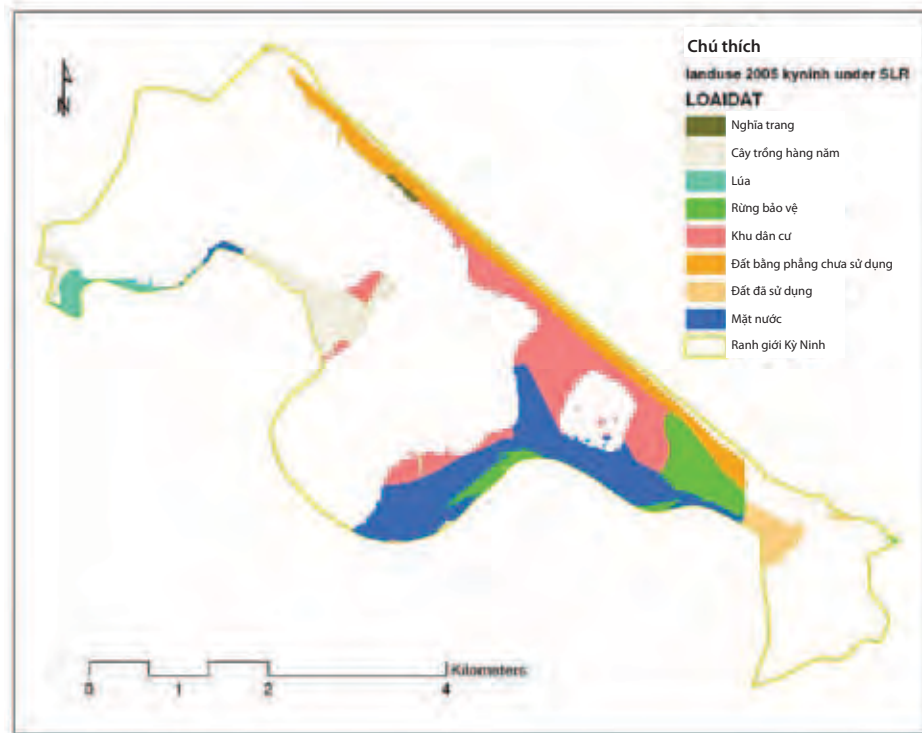 Chú thích
landuse 2005 kyninh under SLR
LOAIDAT
Nghĩa trang
Cây trồng hàng năm
Lúa
Rừng bảo vệ
Khu dân cư
Đất bằng phẳng chưa sử dụng
Đất đã sử dụng
Mặt nước
Ranh giới Kỳ Ninh
N
Kilometers
0 1 2 4